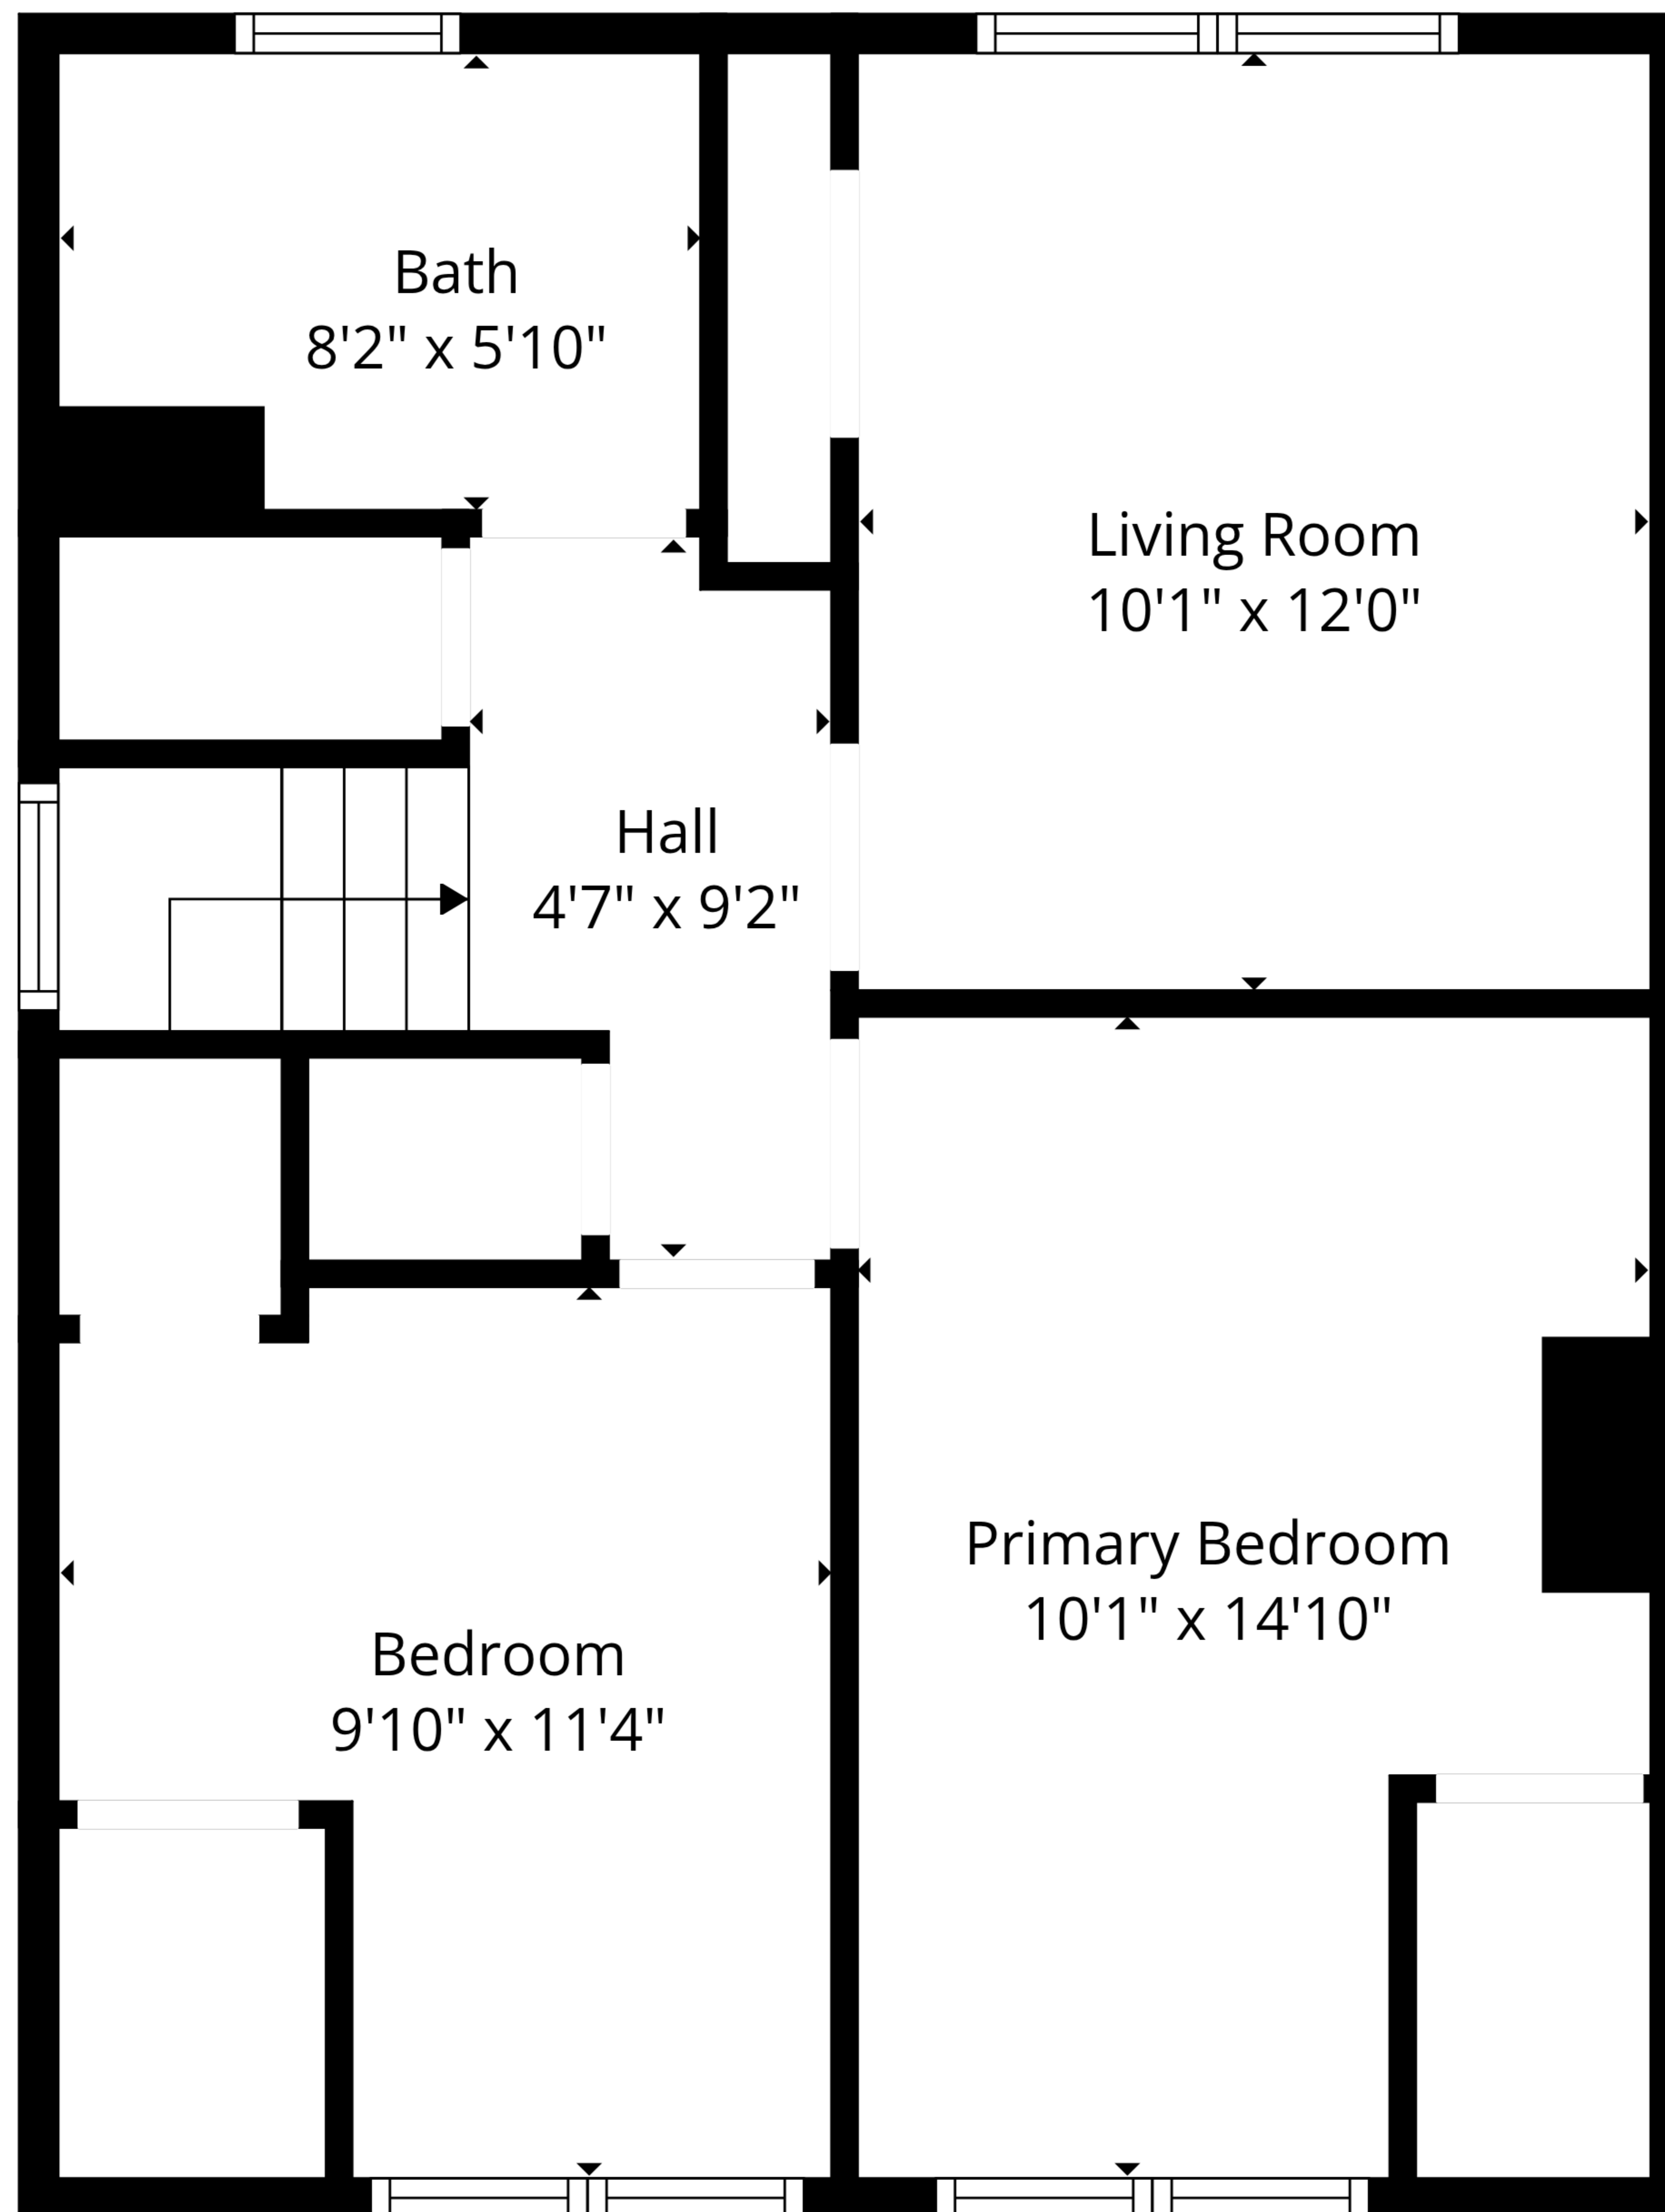 Bath
8'2" x 5'10"
Living Room
10'1" x 12'0"
Hall
4'7" x 9'2"
Primary Bedroom
10'1" x 14'10"
Bedroom
9'10" x 11'4"